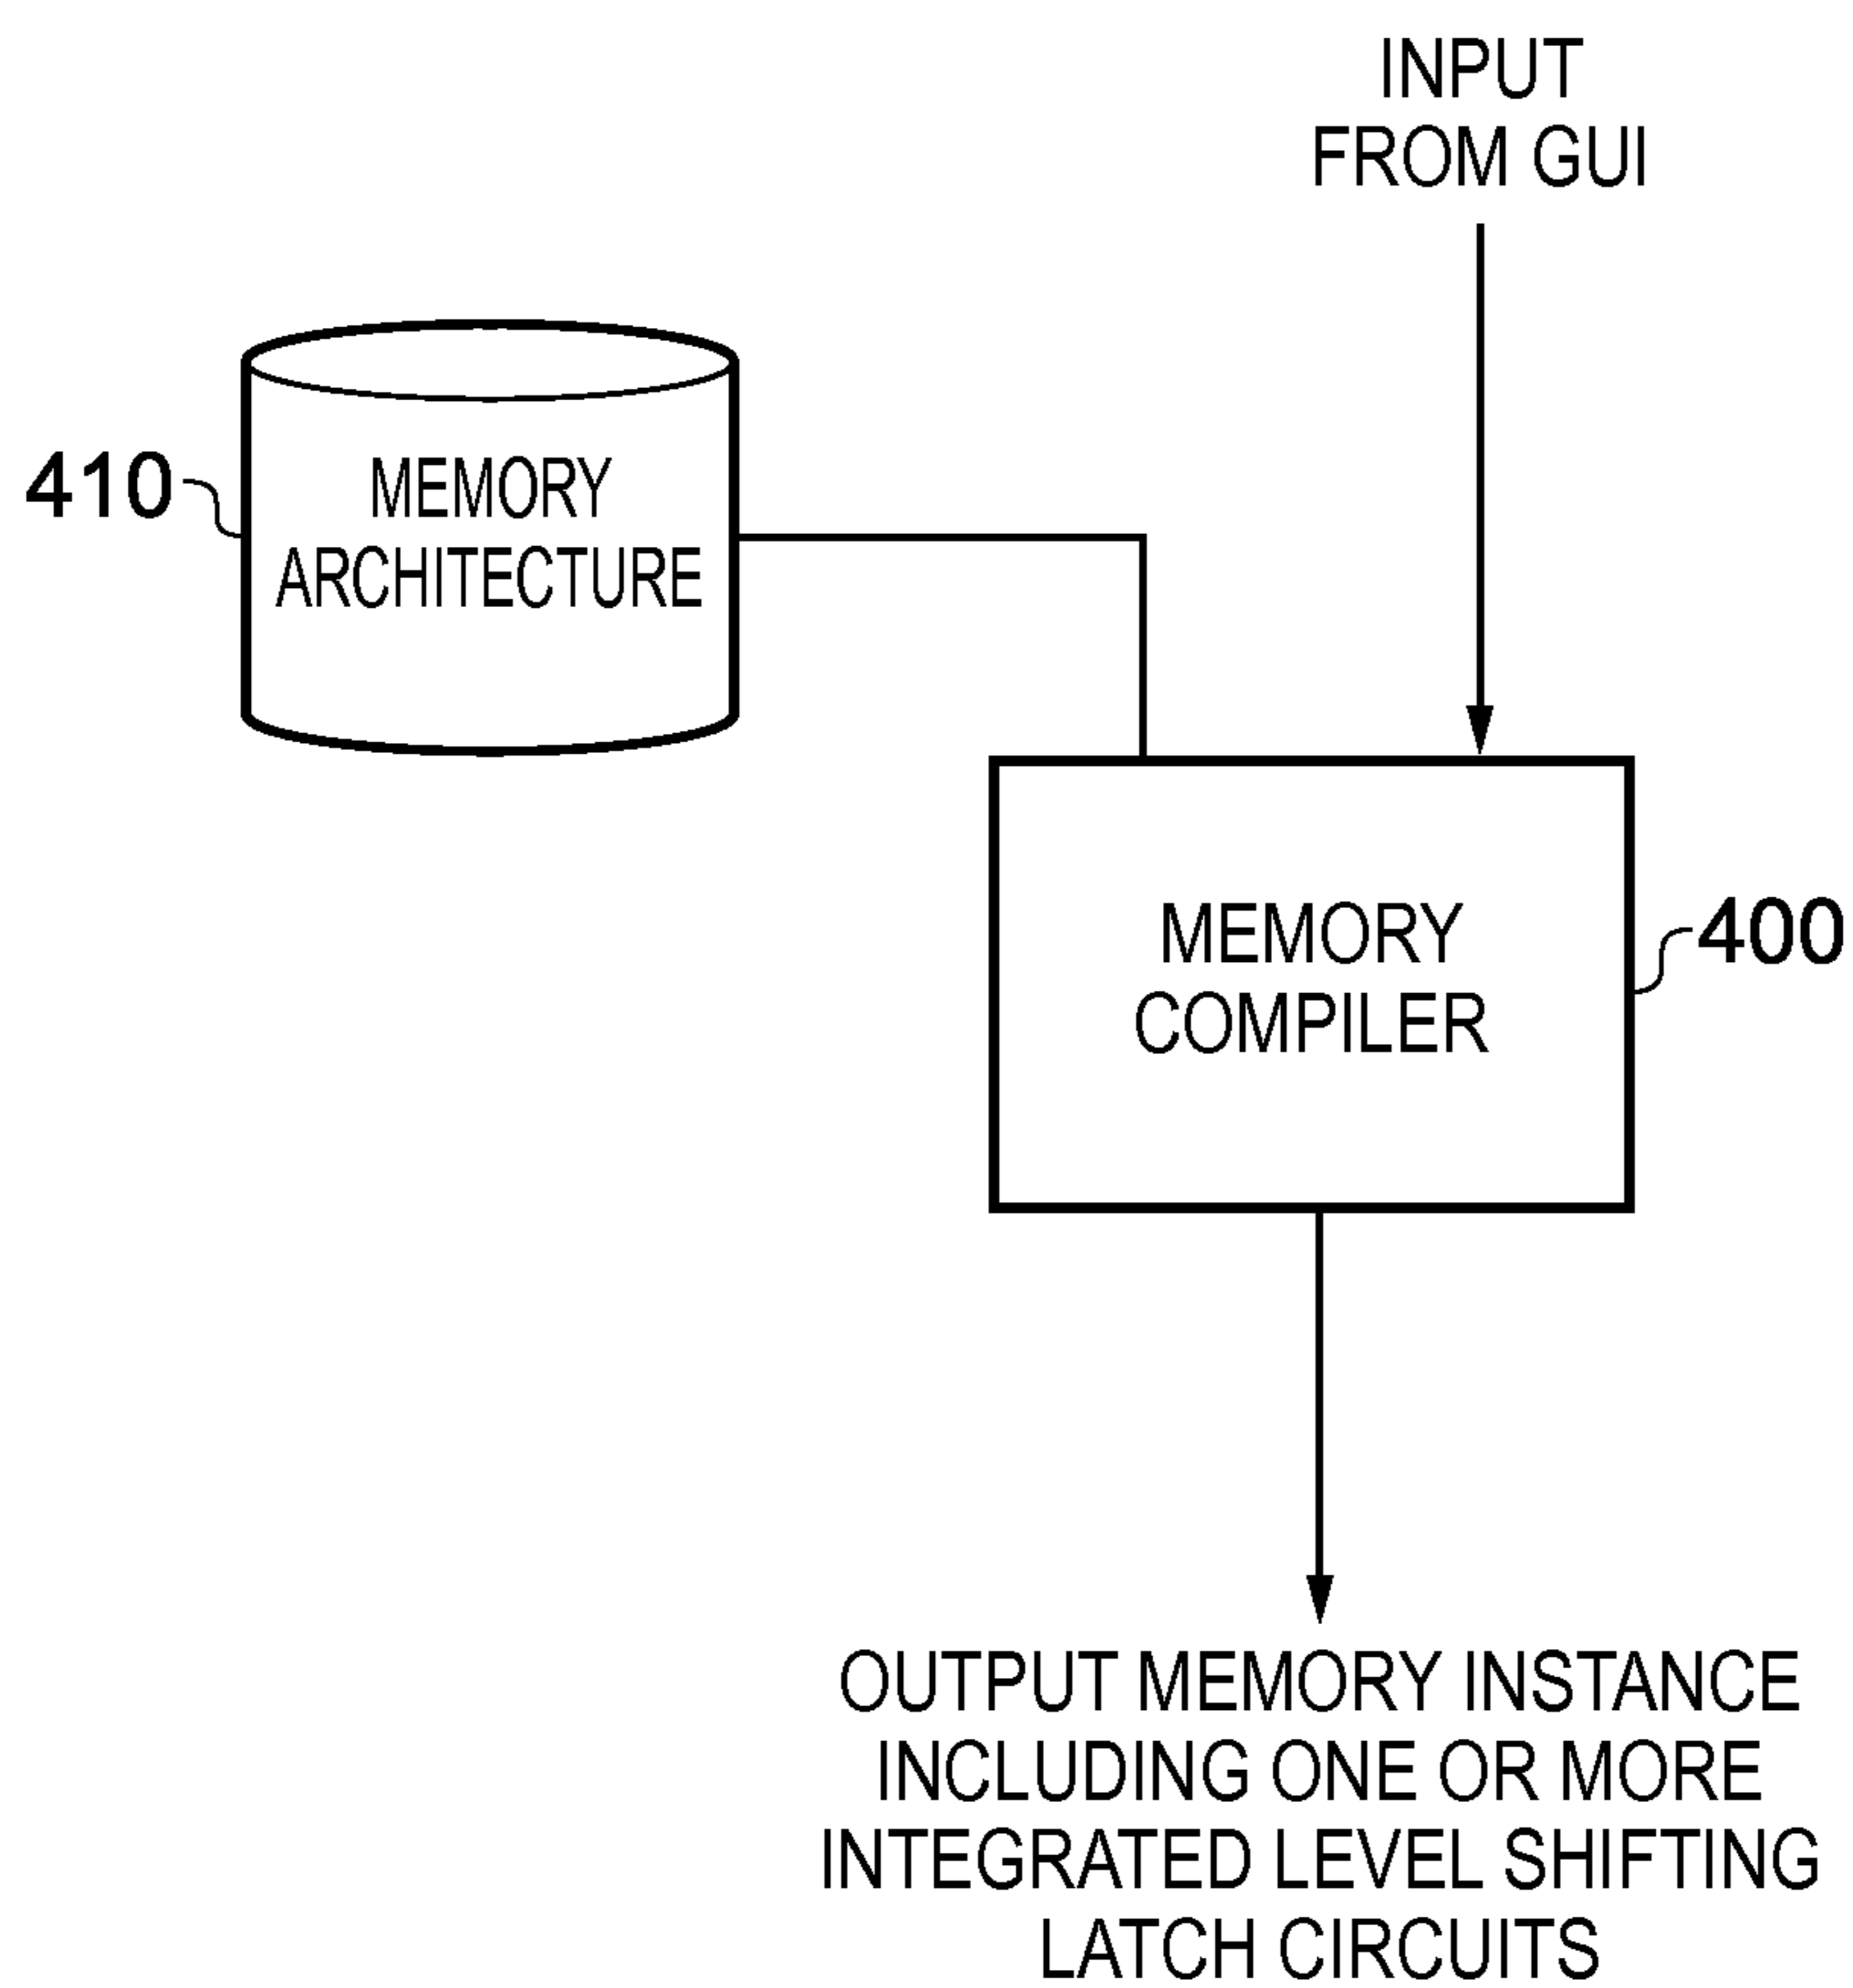 INPUT
FROM GUI
410
MEMORY
ARCHITECTURE
MEMORY
COMPILER
400
OUTPUT MEMORY INSTANCE
INCLUDING ONE OR MORE
INTEGRATED LEVEL SHIFTING
LATCH CIRCUITS